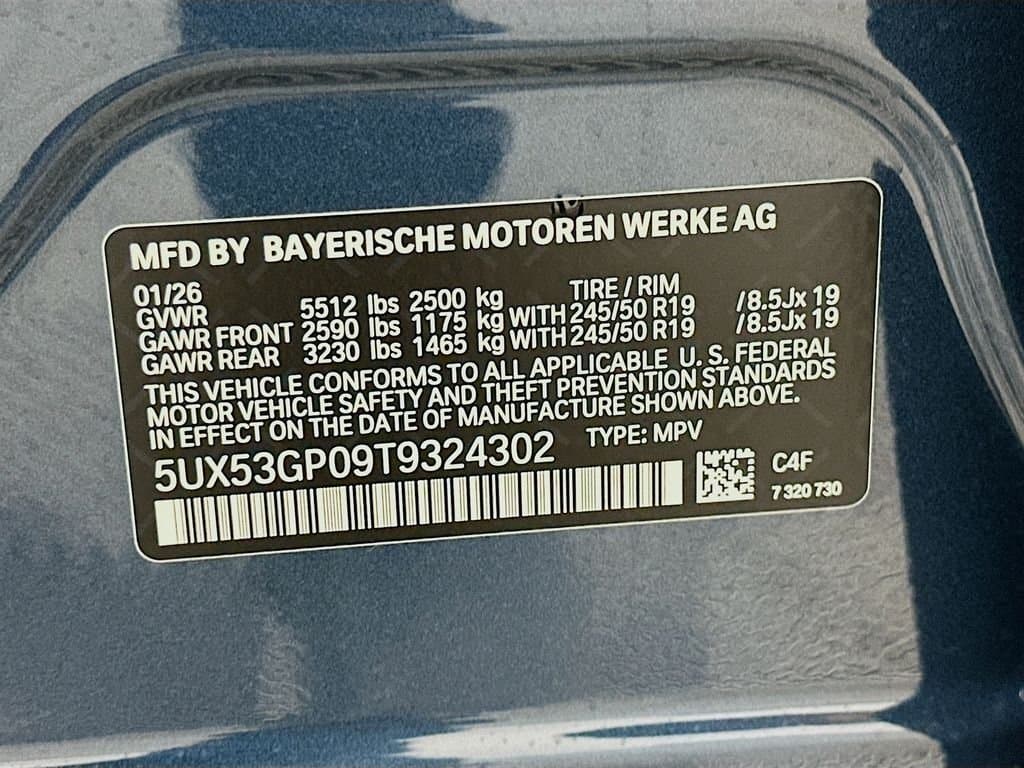 MFD BY BAYERISCHE MOTOREN WERKE AG
01/26 TIRE / RIM
GVWR 5512 lbs 2500 kg
GAWR FRONT 2590 lbs 1175 kg WITH 245/50 R19 /8.5Jx 19
GAWR REAR 3230 lbs 1465 kg WITH 245/50 R19 /8.5Jx 19
THIS VEHICLE CONFORMS TO ALL APPLICABLE U. S. FEDERAL
MOTOR VEHICLE SAFETY AND THEFT PREVENTION STANDARDS
IN EFFECT ON THE DATE OF MANUFACTURE SHOWN ABOVE.
5UX53GP09T9324302 TYPE: MPV
C4F
7 320 730